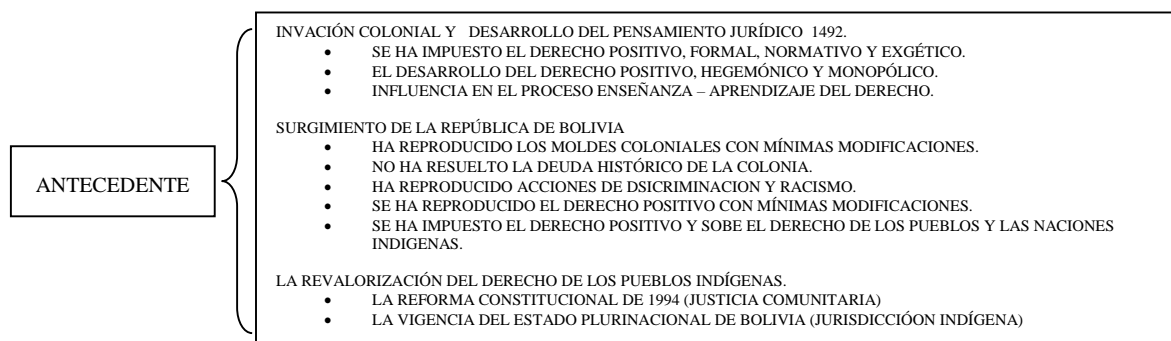 ANTECEDENTE
INVACIÓN COLONIAL Y DESARROLLO DEL PENSAMIENTO JURÍDICO 1492.
• SE HA IMPUESTO EL DERECHO POSITIVO, FORMAL, NORMATIVO Y EXGÉTICO.
• EL DESARROLLO DEL DERECHO POSITIVO, HEGEMÓNICO Y MONOPÓLICO.
• INFLUENCIA EN EL PROCESO ENSEÑANZA – APRENDIZAJE DEL DERECHO.
SURGIMIENTO DE LA REPÚBLICA DE BOLIVIA
• HA REPRODUCIDO LOS MOLDES COLONIALES CON MÍNIMAS MODIFICACIONES.
• NO HA RESUELTO LA DEUDA HISTÓRICO DE LA COLONIA.
• HA REPRODUCIDO ACCIONES DE DSICRIMINACION Y RACISMO.
• SE HA REPRODUCIDO EL DERECHO POSITIVO CON MÍNIMAS MODIFICACIONES.
• SE HA IMPUESTO EL DERECHO POSITIVO Y SOBE EL DERECHO DE LOS PUEBLOS Y LAS NACIONES
INDIGENAS.
LA REVALORIZACIÓN DEL DERECHO DE LOS PUEBLOS INDÍGENAS.
• LA REFORMA CONSTITUCIONAL DE 1994 (JUSTICIA COMUNITARIA)
• LA VIGENCIA DEL ESTADO PLURINACIONAL DE BOLIVIA (JURISDICCIÓON INDÍGENA)